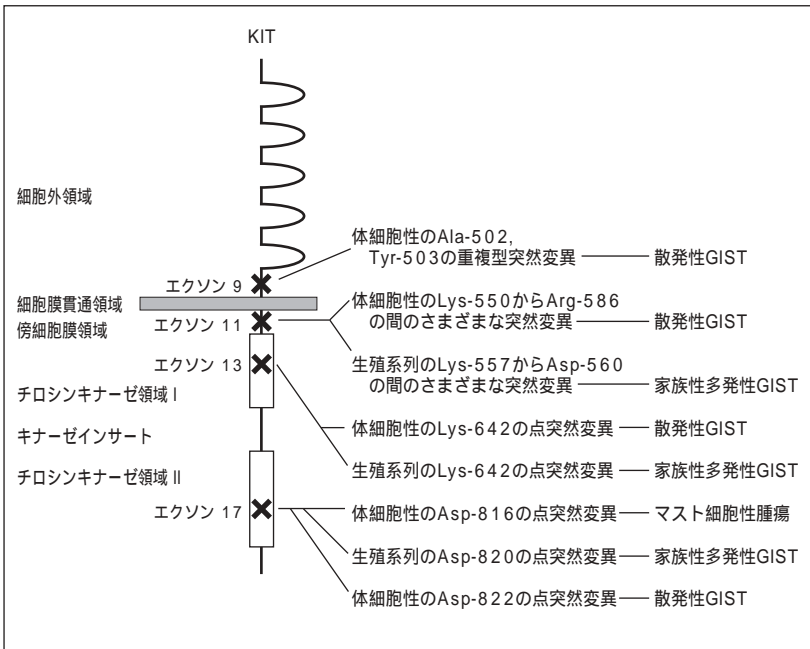 KIT
細胞外領域
体細胞性のAla-502,
Tyr-503の重複型突然変異 散発性GIST
エクソン 9
細胞膜貫通領域
体細胞性のLys-550からArg-586
の間のさまざまな突然変異 散発性GIST
傍細胞膜領域
エクソン 11
生殖系列のLys-557からAsp-560
の間のさまざまな突然変異 家族性多発性GIST
エクソン 13
チロシンキナーゼ領域 I
体細胞性のLys-642の点突然変異 散発性GIST
キナーゼインサート
生殖系列のLys-642の点突然変異 家族性多発性GIST
チロシンキナーゼ領域 II
エクソン 17
体細胞性のAsp-816の点突然変異 マスト細胞性腫瘍
生殖系列のAsp-820の点突然変異 家族性多発性GIST
体細胞性のAsp-822の点突然変異 散発性GIST